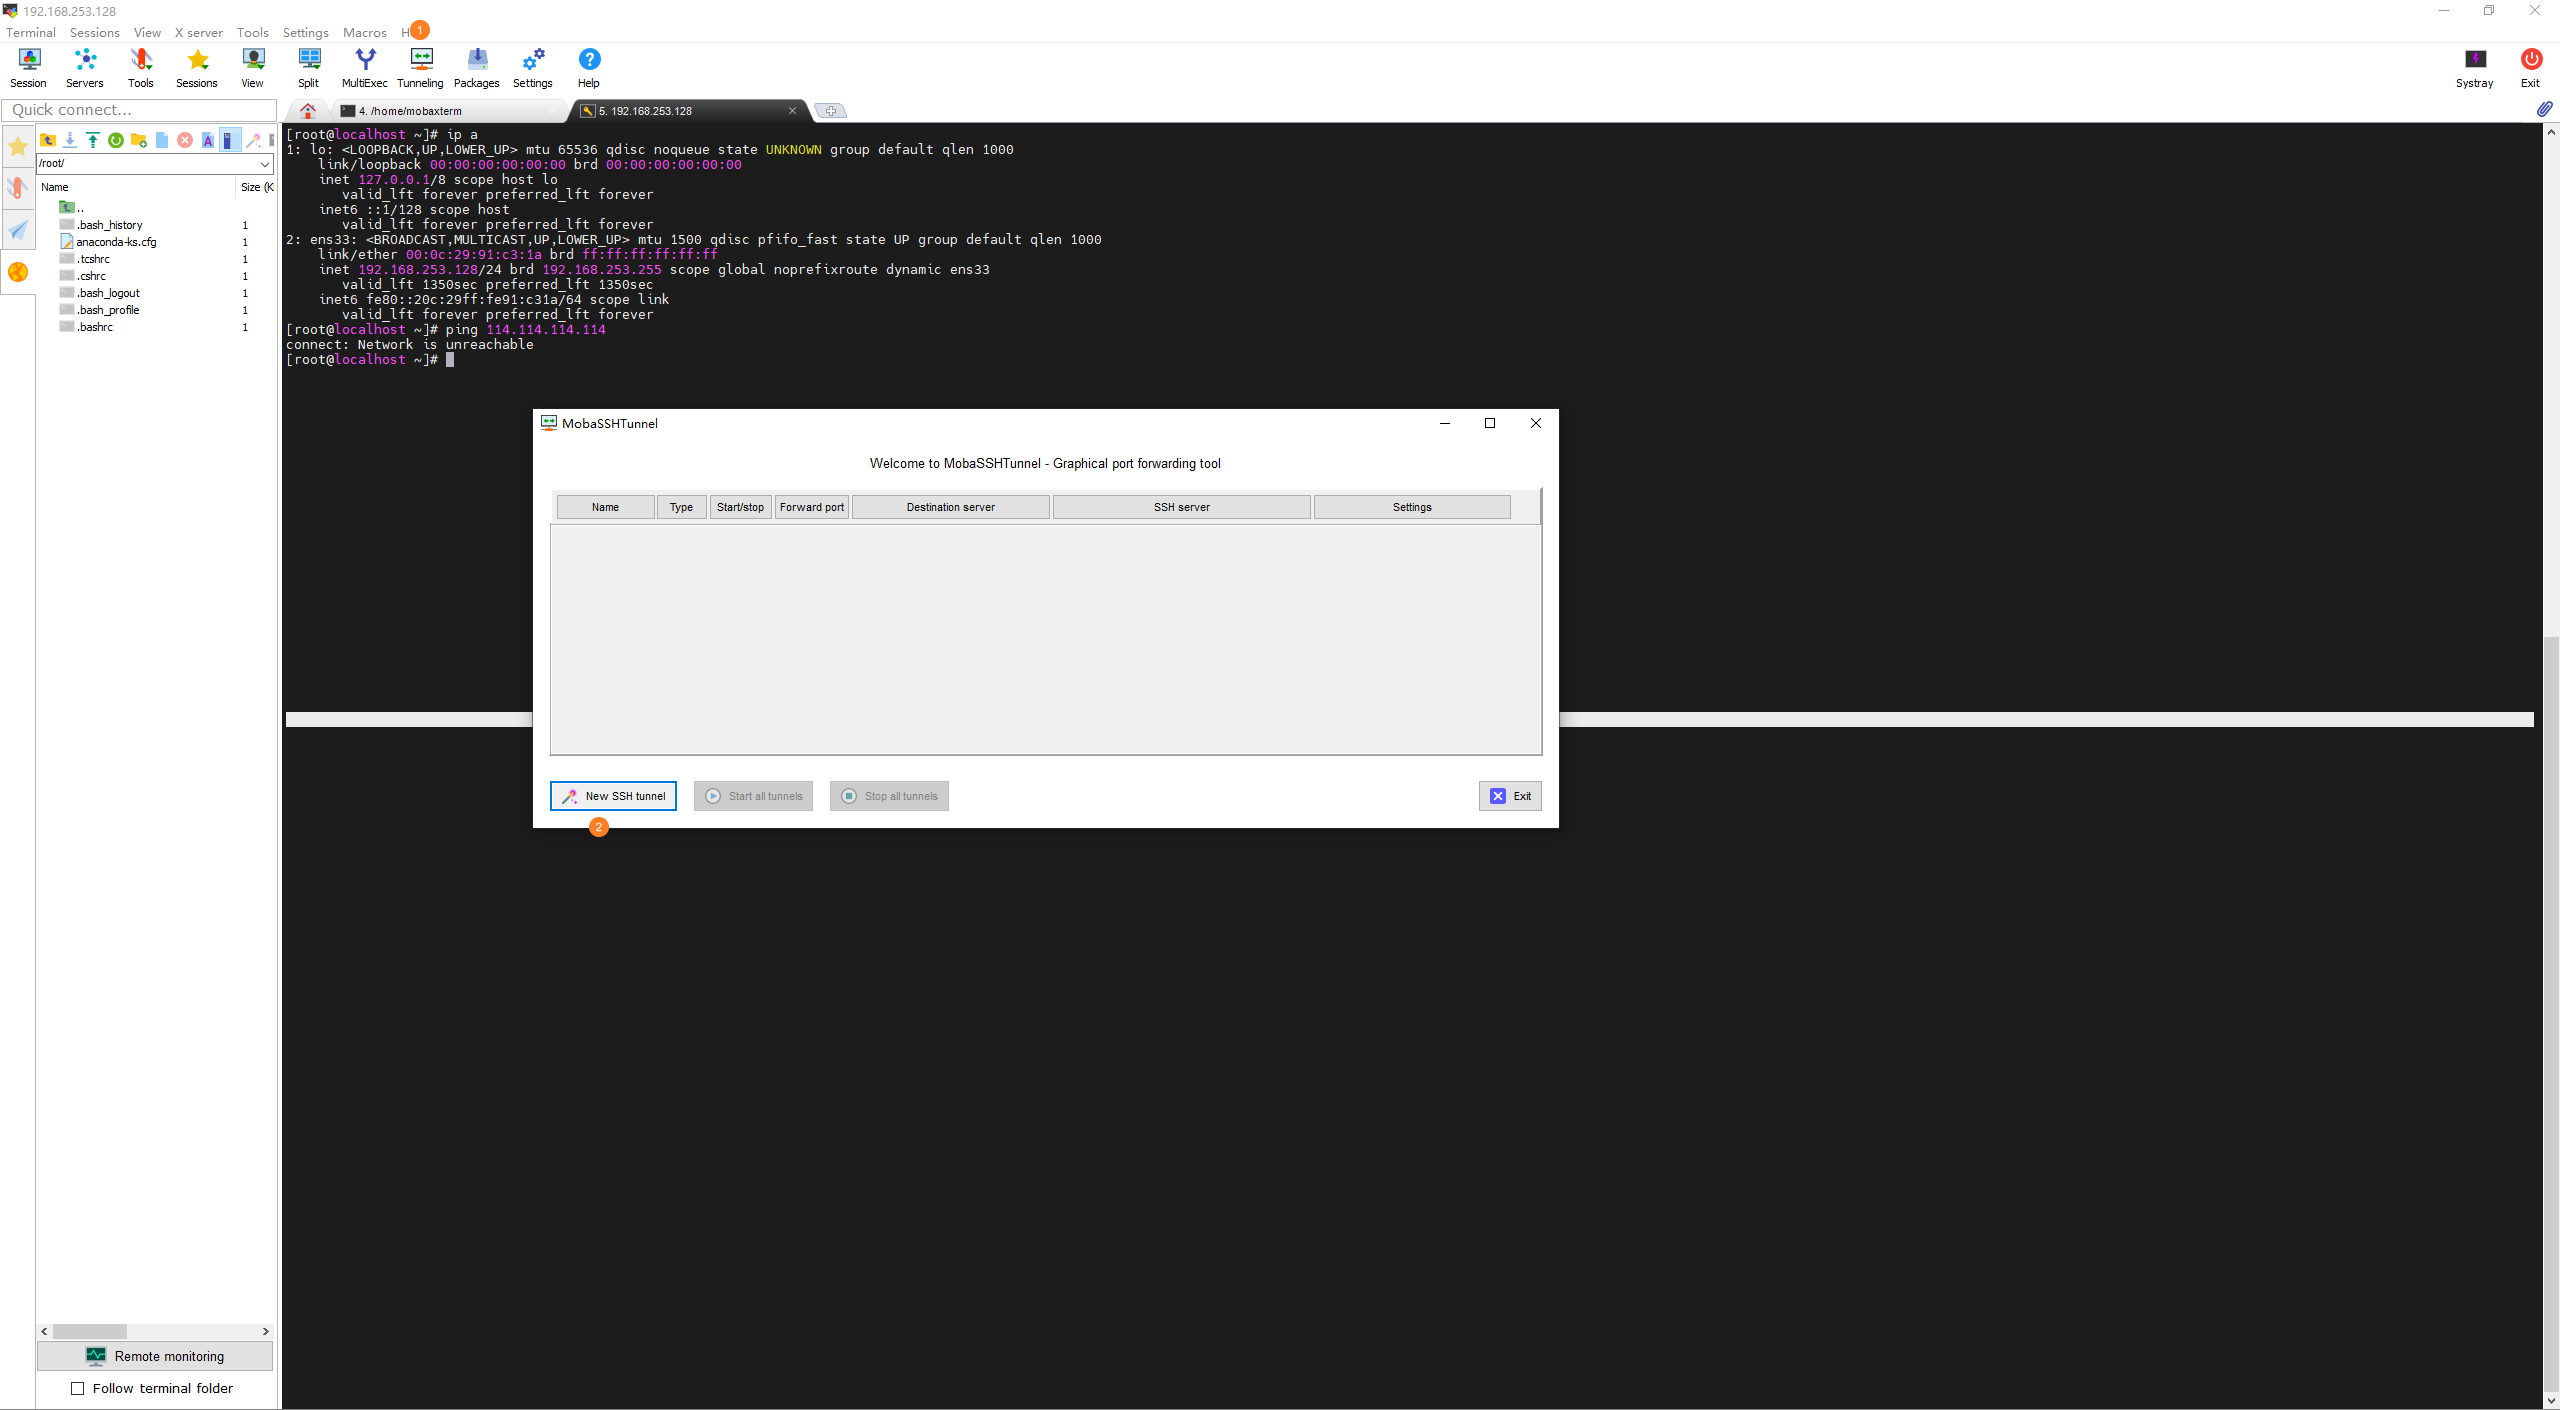 192.168.253.128
Terminal Sessions View X server Tools Settings Macros H 1
Session Servers Tools Sessions View Split MultiExec Tunneling Packages Settings Help Systray Exit
Quick connect...
4. /home/mobaxterm
5. 192.168.253.128
/root/
Name Size (K
..
.bash_history 1
anaconda-ks.cfg 1
.tcshrc 1
.cshrc 1
.bash_logout 1
.bash_profile 1
.bashrc 1
Remote monitoring
Follow terminal folder
[root@localhost ~]# ip a
1: lo: <LOOPBACK,UP,LOWER_UP> mtu 65536 qdisc noqueue state UNKNOWN group default qlen 1000
link/loopback 00:00:00:00:00:00 brd 00:00:00:00:00:00
inet 127.0.0.1/8 scope host lo
valid_lft forever preferred_lft forever
inet6 ::1/128 scope host
valid_lft forever preferred_lft forever
2: ens33: <BROADCAST,MULTICAST,UP,LOWER_UP> mtu 1500 qdisc pfifo_fast state UP group default qlen 1000
link/ether 00:0c:29:91:c3:1a brd ff:ff:ff:ff:ff:ff
inet 192.168.253.128/24 brd 192.168.253.255 scope global noprefixroute dynamic ens33
valid_lft 1350sec preferred_lft 1350sec
inet6 fe80::20c:29ff:fe91:c31a/64 scope link
valid_lft forever preferred_lft forever
[root@localhost ~]# ping 114.114.114.114
connect: Network is unreachable
[root@localhost ~]#
MobaSSHTunnel
Welcome to MobaSSHTunnel - Graphical port forwarding tool
Name Type Start/stop Forward port Destination server SSH server Settings
New SSH tunnel Start all tunnels Stop all tunnels Exit
2